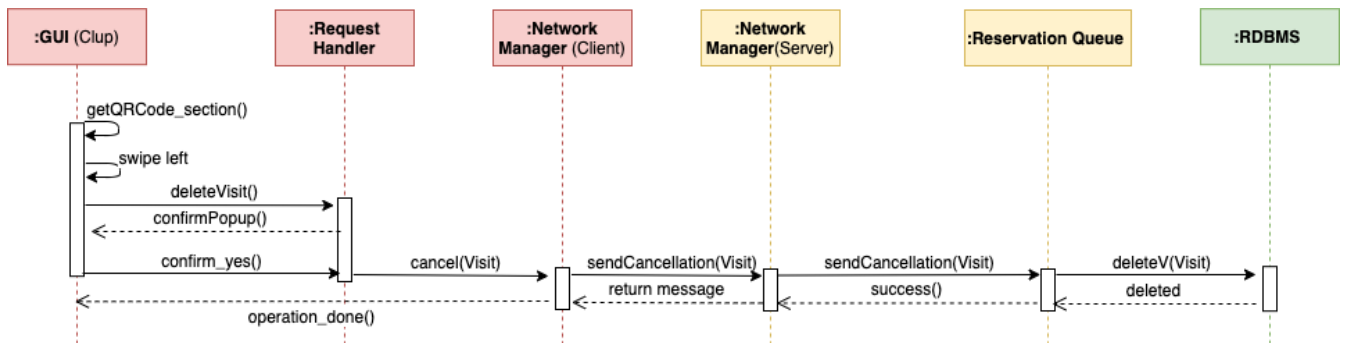 :GUI (Clup)
:Request
Handler
:Network
Manager (Client)
:Network
Manager(Server)
:Reservation Queue
:RDBMS
getQRCode_section()
swipe left
deleteVisit()
confirmPopup()
confirm_yes()
cancel(Visit)
sendCancellation(Visit)
sendCancellation(Visit)
deleteV(Visit)
return message
success()
deleted
operation_done()